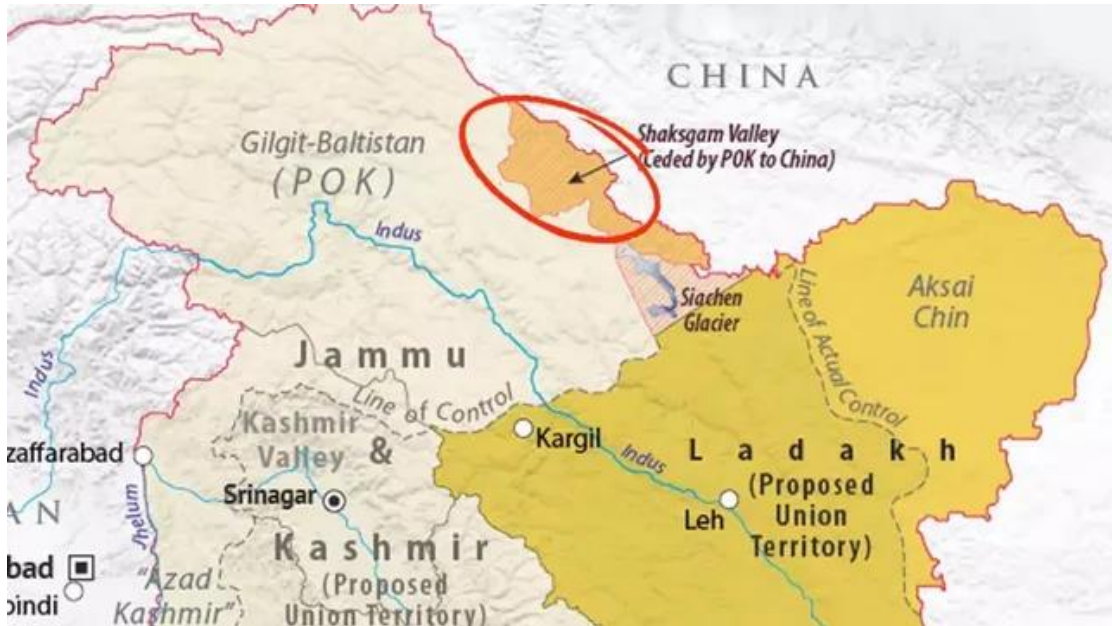 CHINA
Shaksgam Valley
(Ceded by POK to China)
Gilgit-Baltistan
(POK)
Indus
Siachen
Glacier
Aksai
Chin
Line of Actual Control
Indus
Jammu
Line of Control
Kashmir
Valley
&
Kargil
Indus
Ladakh
(Proposed
Union
Territory)
zaffarabad
Srinagar
Leh
AN
Jhelum
Kashmir
(Proposed
Union Territory)
bad
pindi
"Azad
Kashmir"